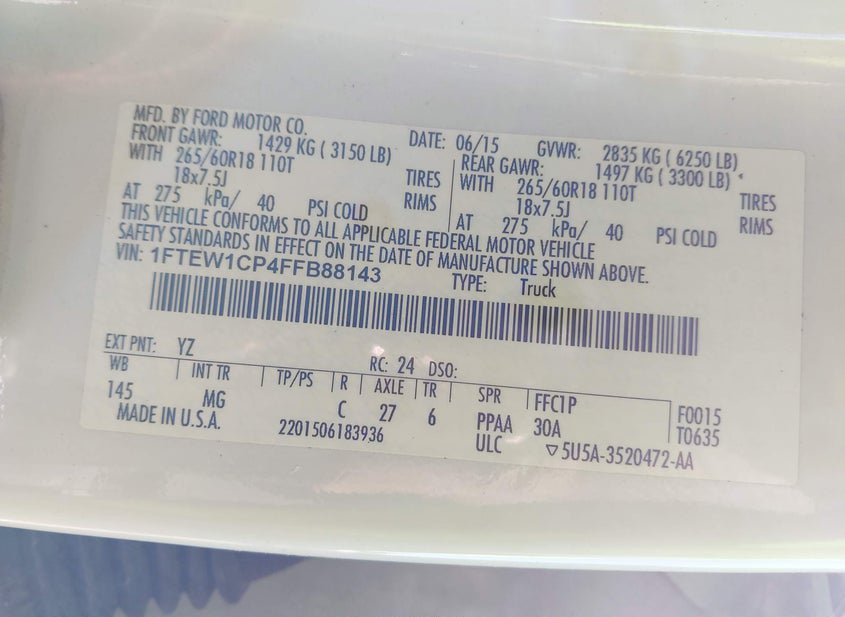 MFD. BY FORD MOTOR CO. DATE: 06/15 GVWR: 2835 KG ( 6250 LB)
FRONT GAWR: 1429 KG ( 3150 LB) REAR GAWR: 1497 KG ( 3300 LB)
WITH 265/60R18 110T TIRES WITH 265/60R18 110T TIRES
18x7.5J RIMS 18x7.5J RIMS
AT 275 kPa/ 40 PSI COLD AT 275 kPa/ 40 PSI COLD
THIS VEHICLE CONFORMS TO ALL APPLICABLE FEDERAL MOTOR VEHICLE
SAFETY STANDARDS IN EFFECT ON THE DATE OF MANUFACTURE SHOWN ABOVE.
VIN: 1FTEW1CP4FFB88143 TYPE: Truck
EXT PNT: YZ RC: 24 DSO:
WB INT TR TP/PS R AXLE TR SPR FFC1P F0015
145 MG C 27 6 PPAA 30A T0635
MADE IN U.S.A. 2201506183936 ULC ▽5U5A-3520472-AA